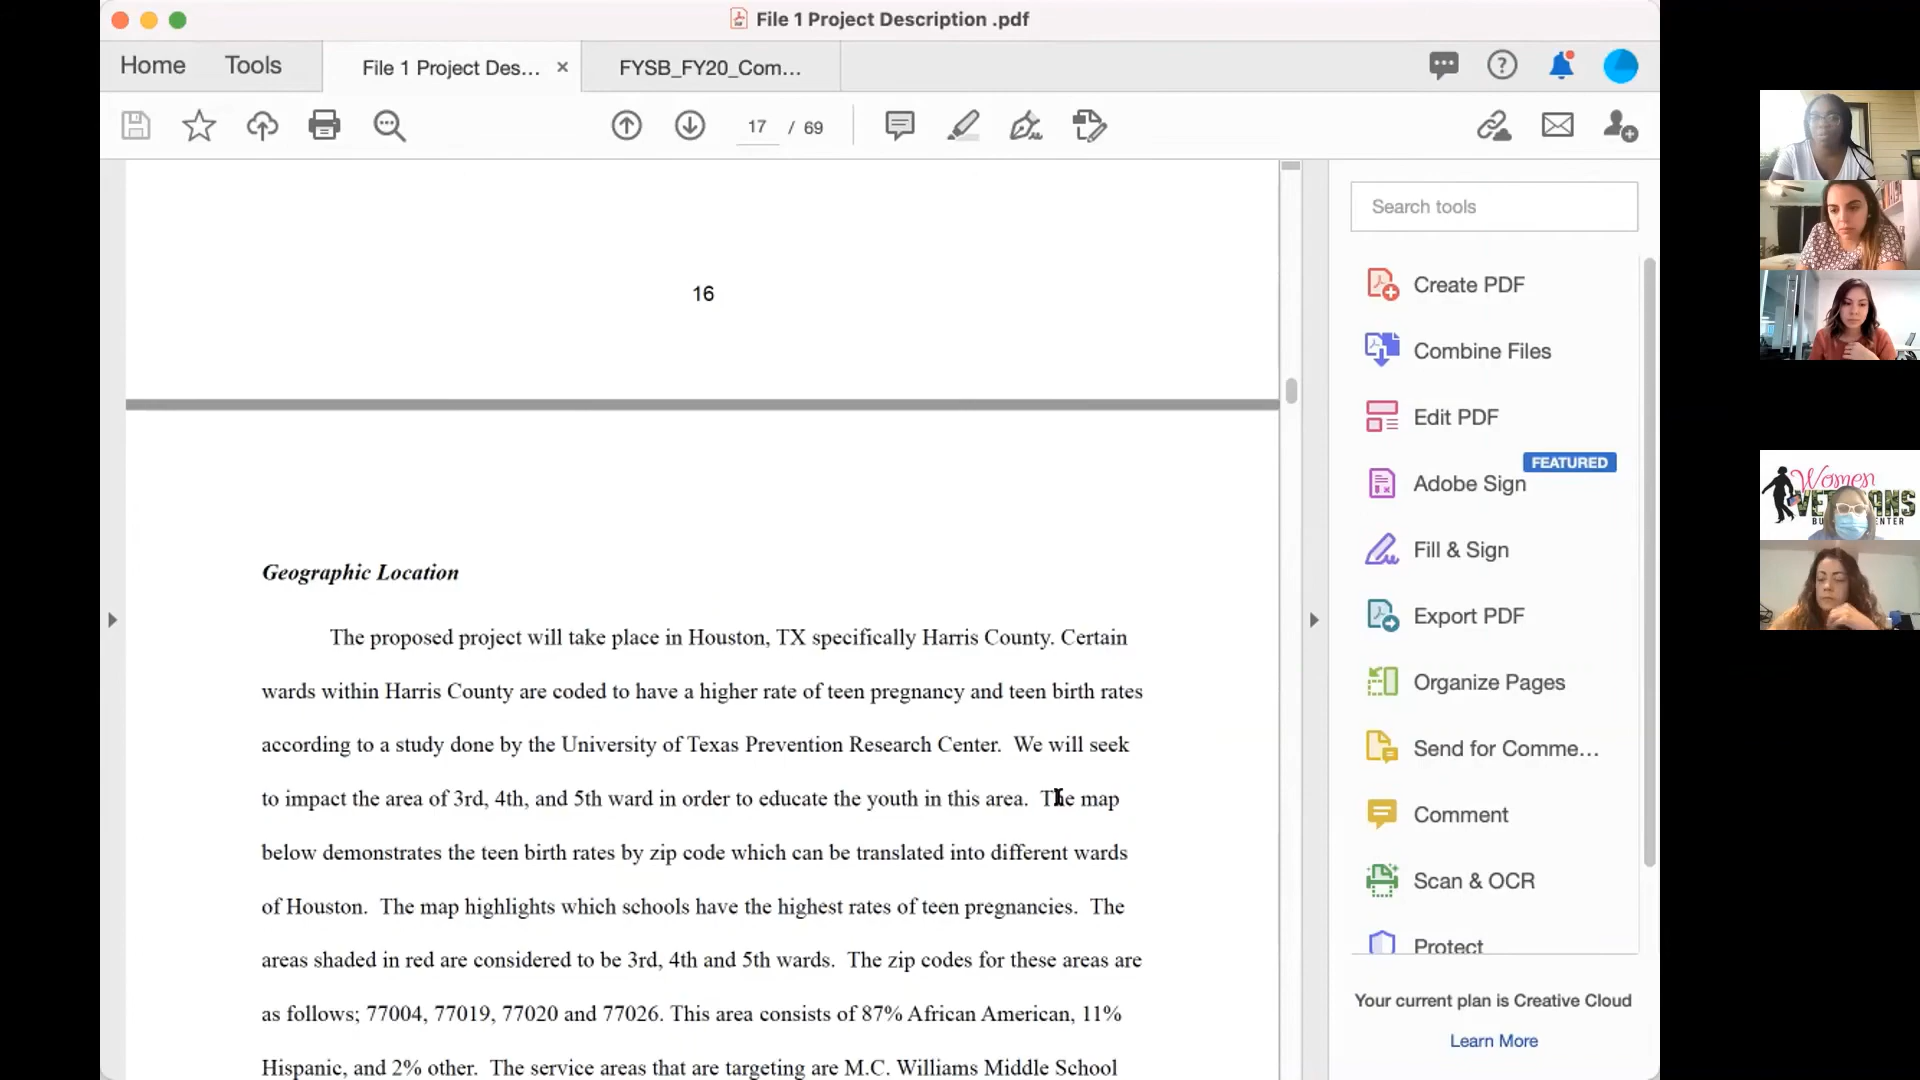 File 1 Project Description .pdf
Home Tools File 1 Project Des... × FYSB_FY20_Com...
17 / 69
16
Geographic Location
The proposed project will take place in Houston, TX specifically Harris County. Certain
wards within Harris County are coded to have a higher rate of teen pregnancy and teen birth rates
according to a study done by the University of Texas Prevention Research Center. We will seek
to impact the area of 3rd, 4th, and 5th ward in order to educate the youth in this area. The map
below demonstrates the teen birth rates by zip code which can be translated into different wards
of Houston. The map highlights which schools have the highest rates of teen pregnancies. The
areas shaded in red are considered to be 3rd, 4th and 5th wards. The zip codes for these areas are
as follows; 77004, 77019, 77020 and 77026. This area consists of 87% African American, 11%
Hispanic, and 2% other. The service areas that are targeting are M.C. Williams Middle School
Search tools
Create PDF
Combine Files
Edit PDF
FEATURED
Adobe Sign
Fill & Sign
Export PDF
Organize Pages
Send for Comme...
Comment
Scan & OCR
Protect
Your current plan is Creative Cloud
Learn More
Women